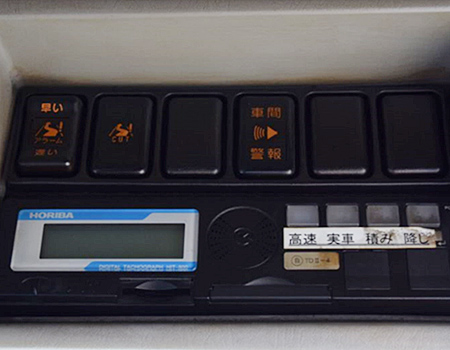 早い
アラーム
遅い
車間
警報
HORIBA
DIGITAL TACHOGRAPH
高速 実車 積み 降し